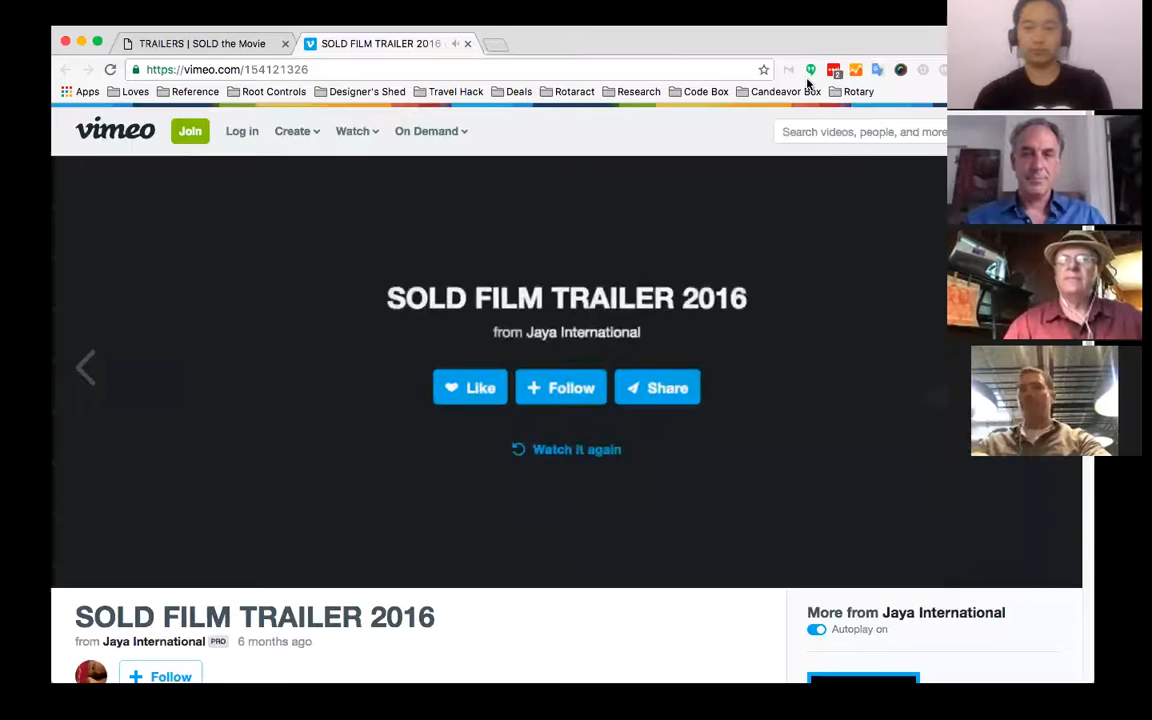 TRAILERS | SOLD the Movie
SOLD FILM TRAILER 2016
https://vimeo.com/154121326
2
Apps Loves Reference Root Controls Designer's Shed Travel Hack Deals Rotaract Research Code Box Candeavor Box Rotary
vimeo Join Log in Create Watch On Demand Search videos, people, and more
SOLD FILM TRAILER 2016
from Jaya International
Like Follow Share
Watch it again
SOLD FILM TRAILER 2016
from Jaya International PRO 6 months ago
Follow
More from Jaya International
Autoplay on